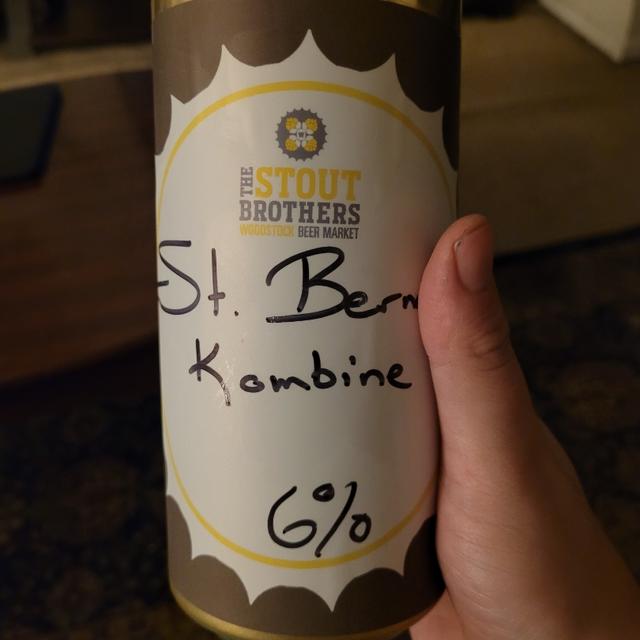 THE STOUT
BROTHERS
WOODSTOCK BEER MARKET
St. Bern
Kombine
6%